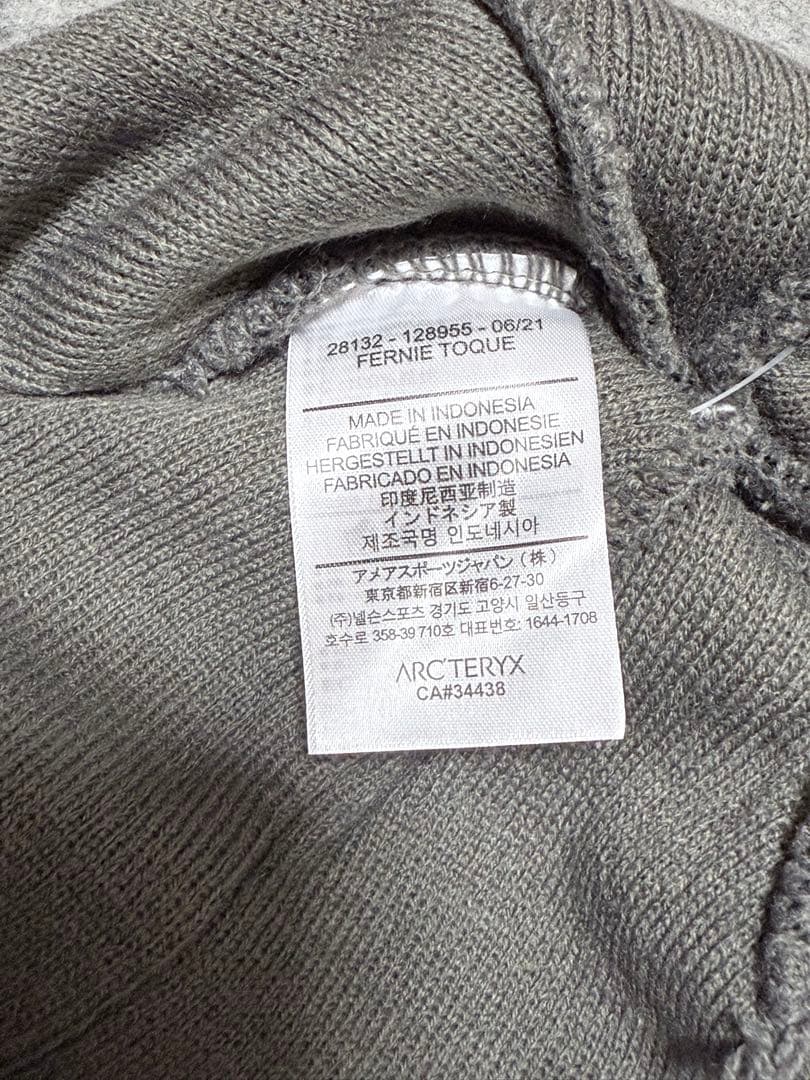 28132 - 128955 - 06/21
FERNIE TOQUE
MADE IN INDONESIA
FABRIQUÉ EN INDONESIE
HERGESTELLT IN INDONESIEN
FABRICADO EN INDONESIA
印度尼西亚制造
インドネシア製
제조국명 인도네시아
アメアスポーツジャパン(株)
東京都新宿区新宿6-27-30
(주)넬슨스포츠 경기도 고양시 일산동구
호수로 358-39 710호 대표번호: 1644-1708
ARC'TERYX
CA#34438